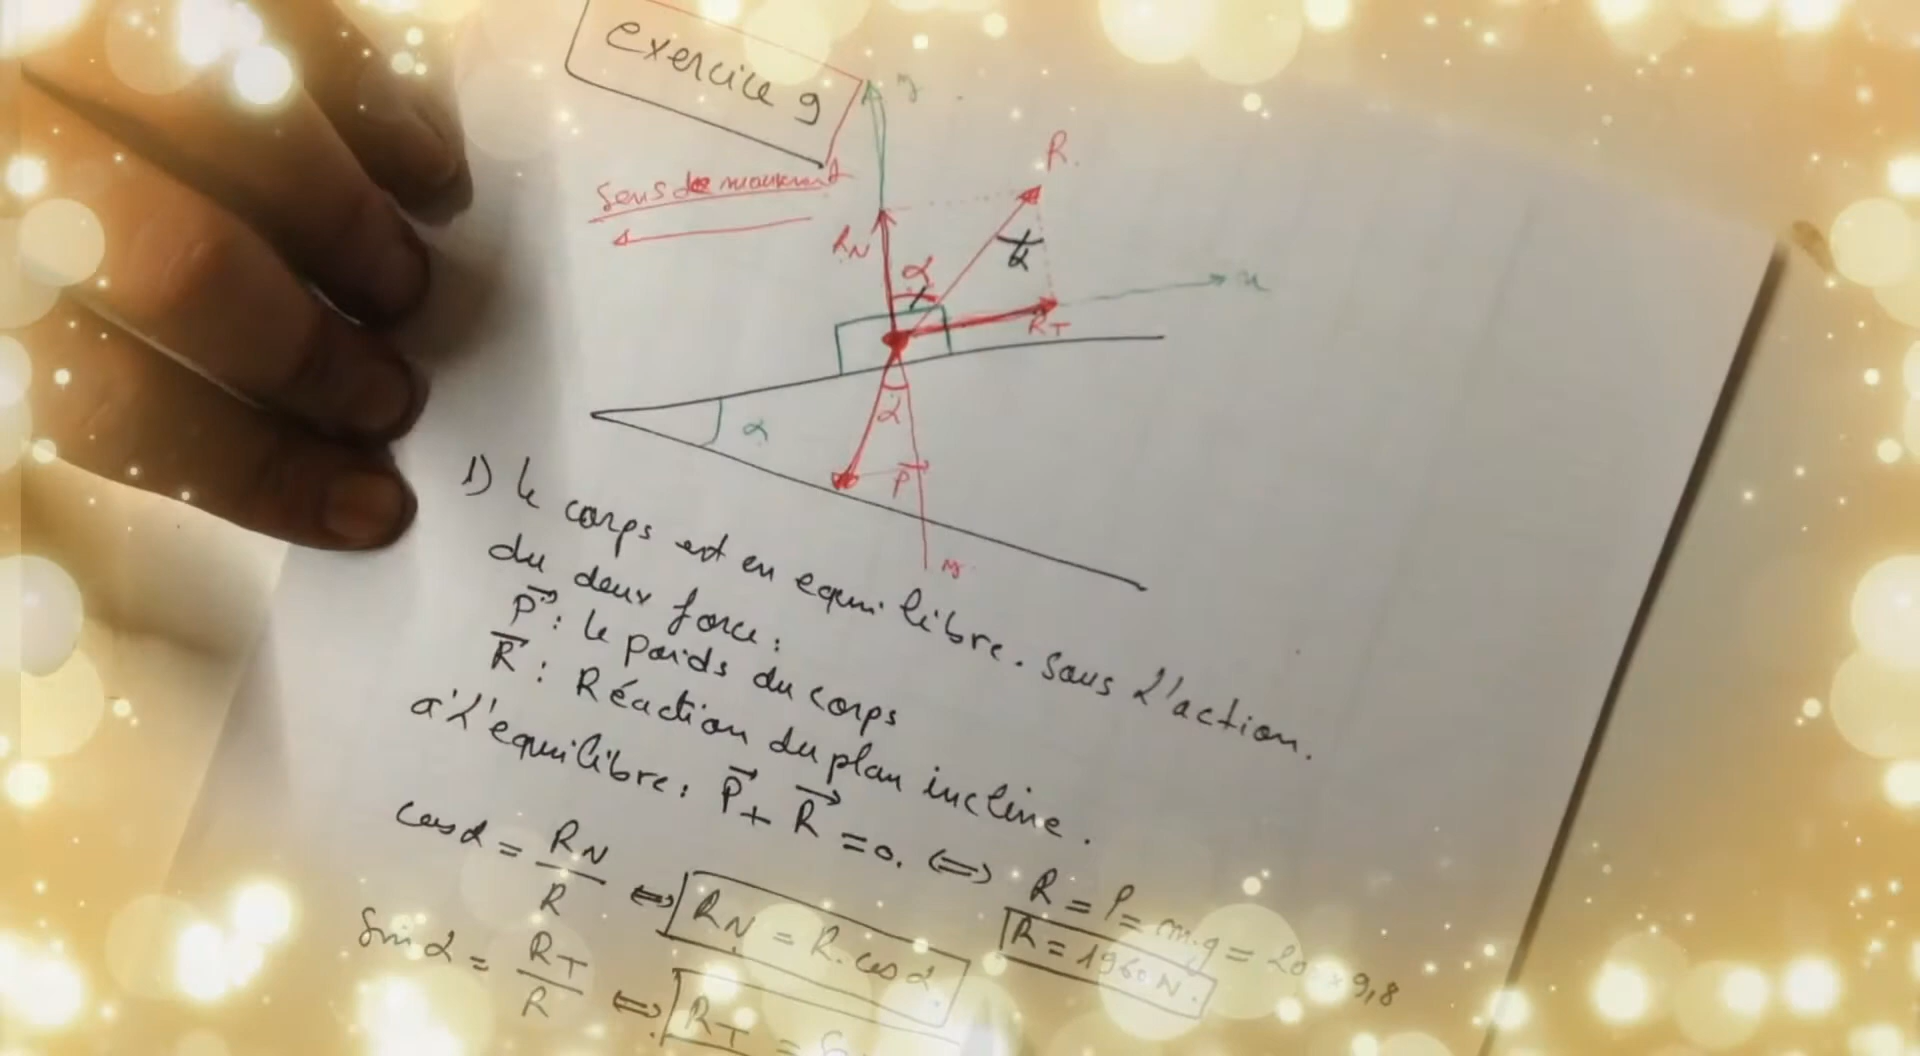 exercice 9
y
Sens de mouvement
R.
RN
α
α
x
RT
α
α
P
y
1) le corps est en equilibre. sous l'action.
du deux force:
P: le poids du corps
R: Réaction du plan incline.
a l'equilibre: P + R = 0. <=> R = P = m.g = 20 × 9,8
cos α = RN / R <=> RN = R. cos α.
R = 1960 N.
Sin α = RT / R <=> RT =